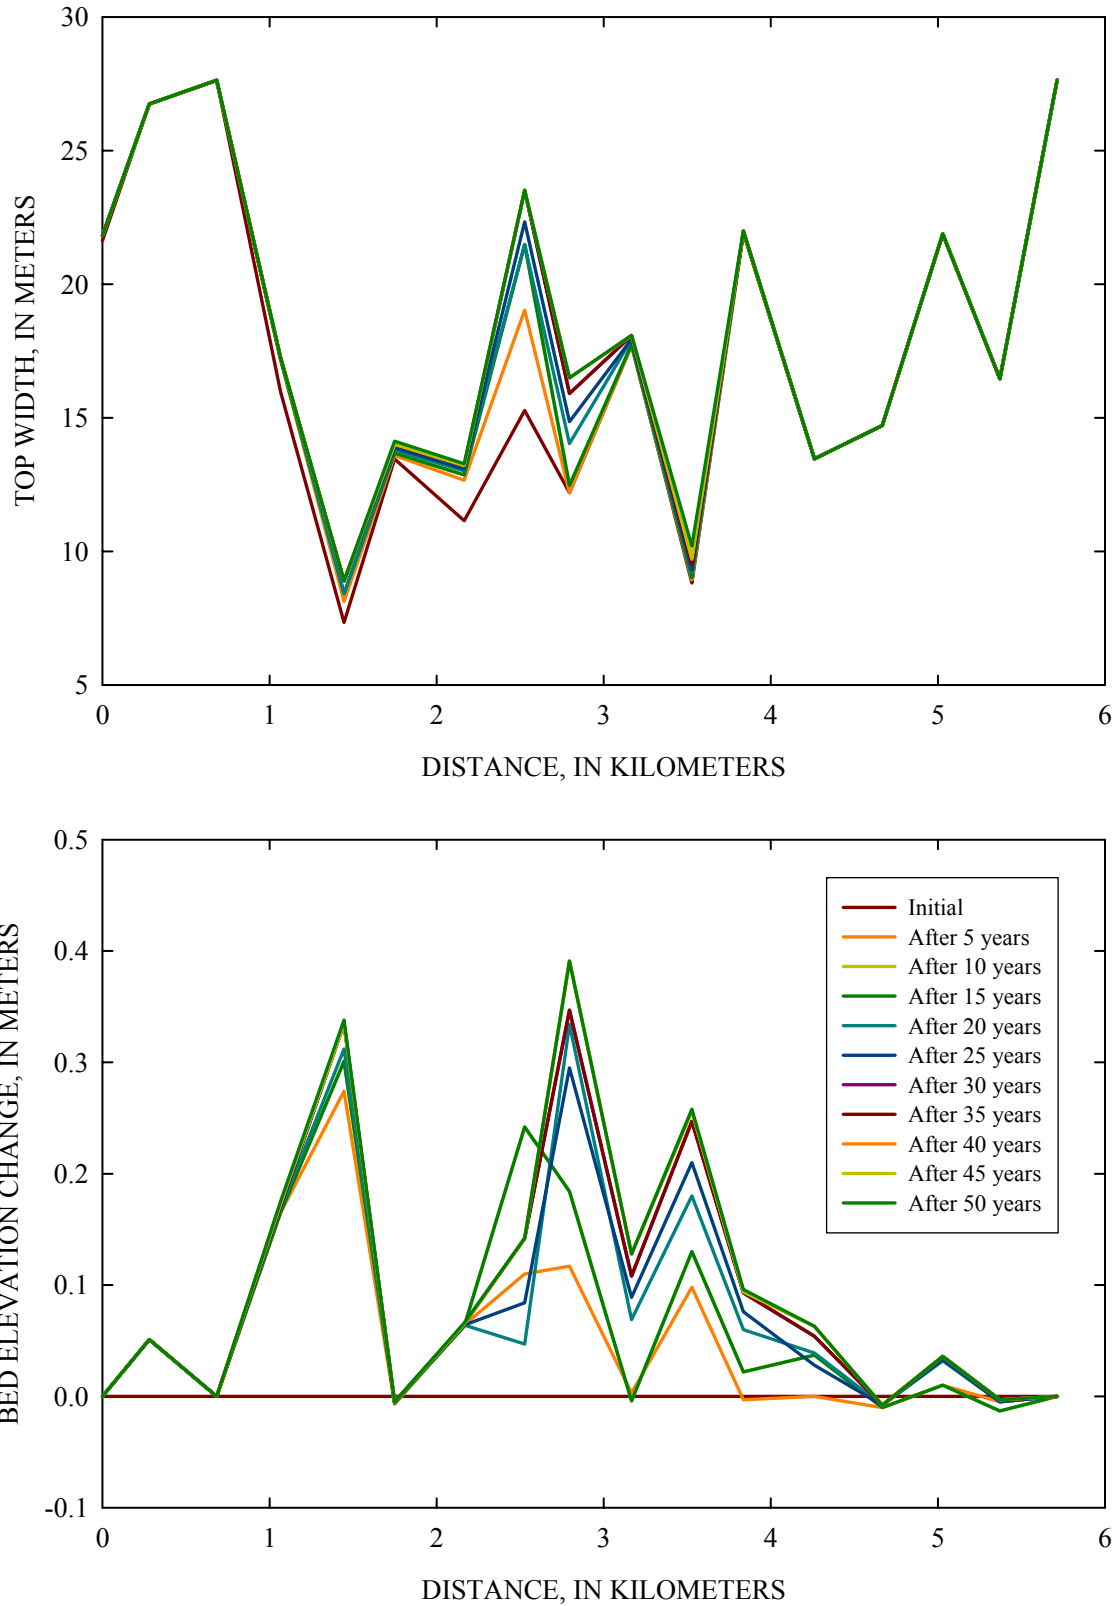 30
25
20
15
10
5
TOP WIDTH, IN METERS
0 1 2 3 4 5 6
DISTANCE, IN KILOMETERS
0.5
0.4
0.3
0.2
0.1
0.0
-0.1
BED ELEVATION CHANGE, IN METERS
Initial
After 5 years
After 10 years
After 15 years
After 20 years
After 25 years
After 30 years
After 35 years
After 40 years
After 45 years
After 50 years
0 1 2 3 4 5 6
DISTANCE, IN KILOMETERS